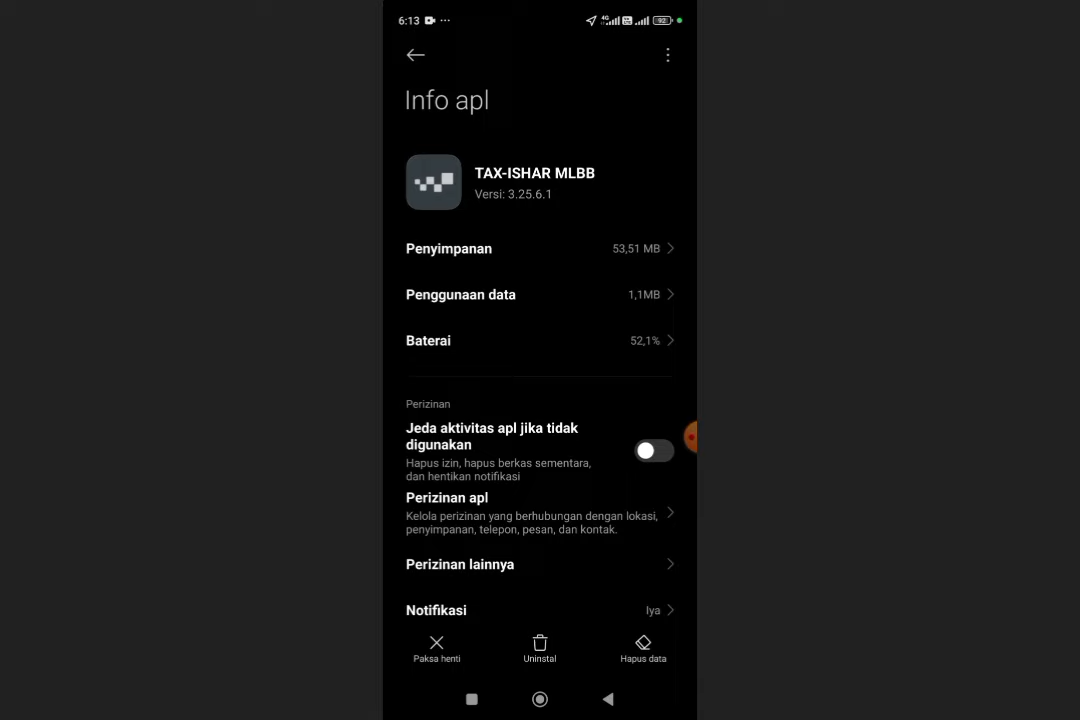 6:13 ...
4G 92
Info apl
TAX-ISHAR MLBB
Versi: 3.25.6.1
Penyimpanan 53,51 MB
Penggunaan data 1,1MB
Baterai 52,1%
Perizinan
Jeda aktivitas apl jika tidak
digunakan
Hapus izin, hapus berkas sementara,
dan hentikan notifikasi
Perizinan apl
Kelola perizinan yang berhubungan dengan lokasi,
penyimpanan, telepon, pesan, dan kontak.
Perizinan lainnya
Notifikasi Iya
Paksa henti Uninstal Hapus data